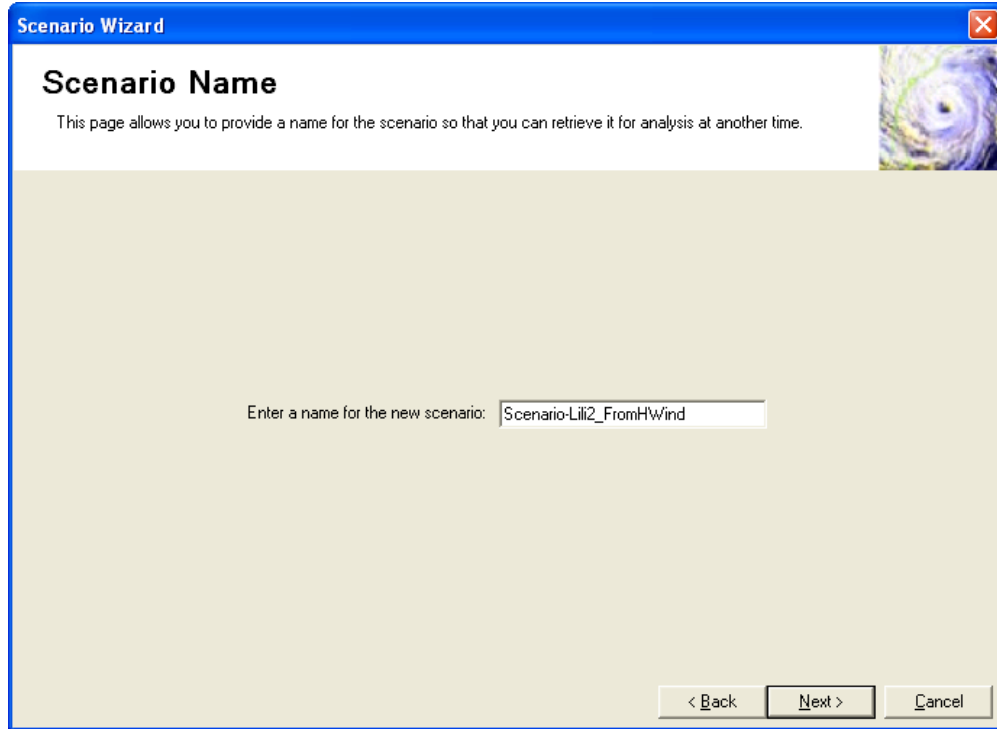 Scenario Wizard
Scenario Name
This page allows you to provide a name for the scenario so that you can retrieve it for analysis at another time.
Enter a name for the new scenario: Scenario-Lili2_FromHWind
< Back Next > Cancel